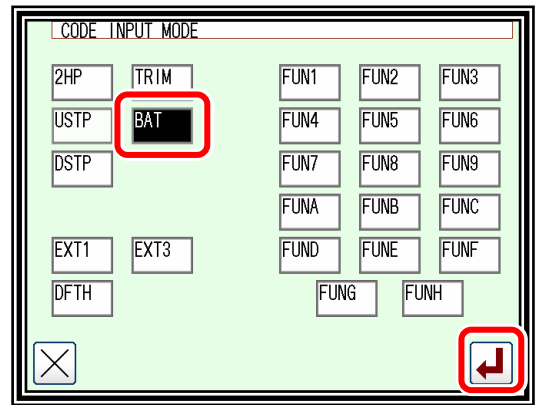 CODE INPUT MODE
2HP TRIM FUN1 FUN2 FUN3
USTP BAT FUN4 FUN5 FUN6
DSTP FUN7 FUN8 FUN9
FUNA FUNB FUNC
EXT1 EXT3 FUND FUNE FUNF
DFTH FUNG FUNH